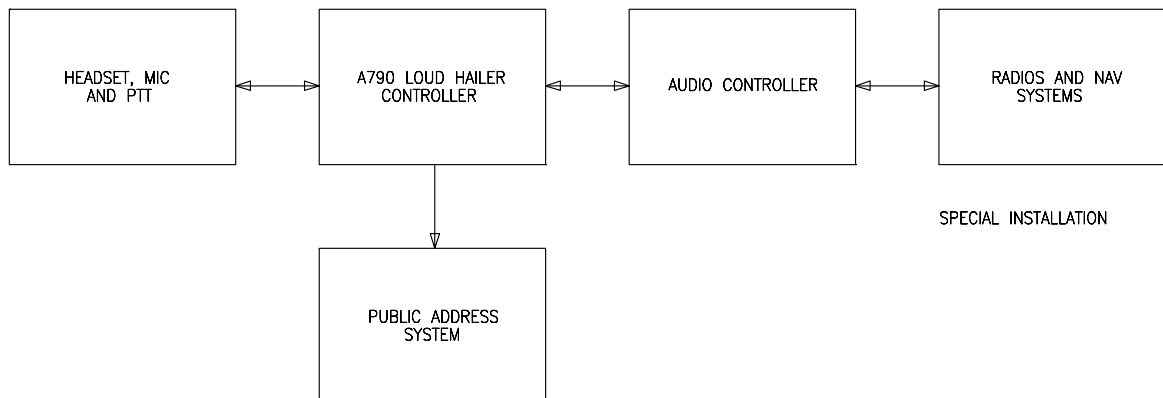 HEADSET, MIC
AND PTT
A790 LOUD HAILER
CONTROLLER
AUDIO CONTROLLER
RADIOS AND NAV
SYSTEMS
SPECIAL INSTALLATION
PUBLIC ADDRESS
SYSTEM